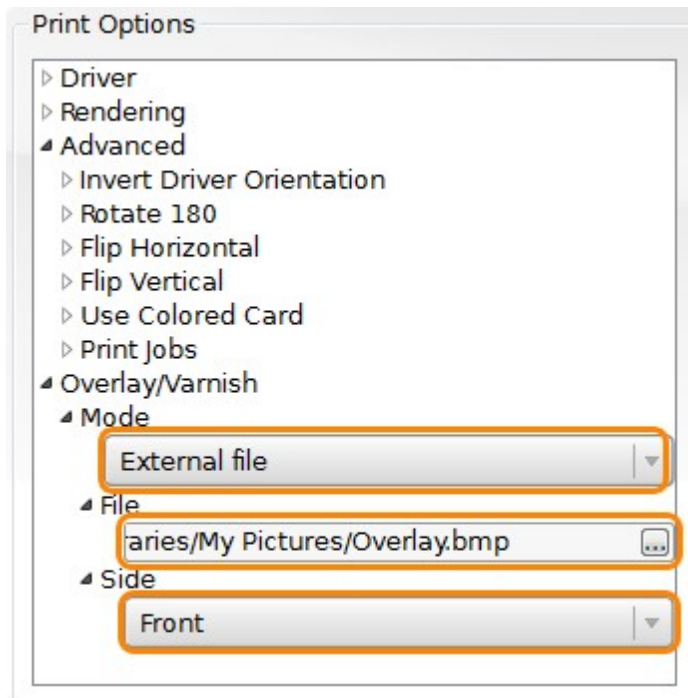 Print Options
Driver
Rendering
Advanced
Invert Driver Orientation
Rotate 180
Flip Horizontal
Flip Vertical
Use Colored Card
Print Jobs
Overlay/Varnish
Mode
External file
File
raries/My Pictures/Overlay.bmp ...
Side
Front